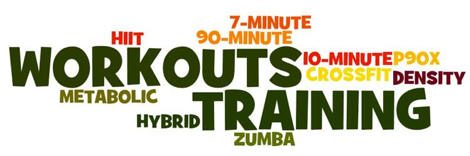 7-MINUTE
HIIT 90-MINUTE
WORKOUTS 10-MINUTE P90X
CROSSFIT DENSITY
METABOLIC
HYBRID TRAINING
ZUMBA